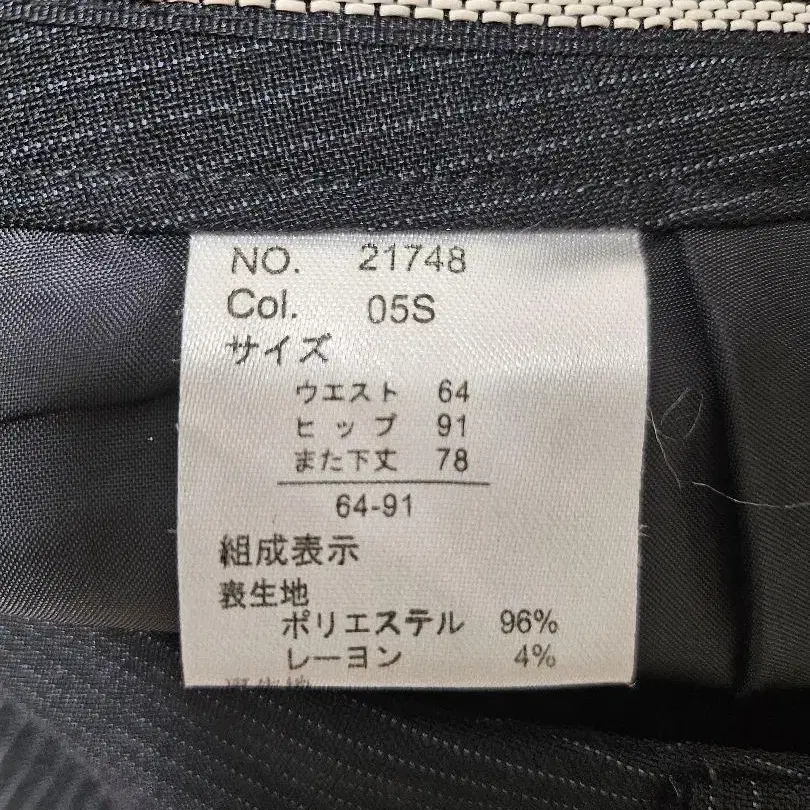 NO. 21748
Col. 05S
サイズ
ウエスト 64
ヒップ 91
また下丈 78
64-91
組成表示
喪生地
ポリエステル 96%
レーヨン 4%